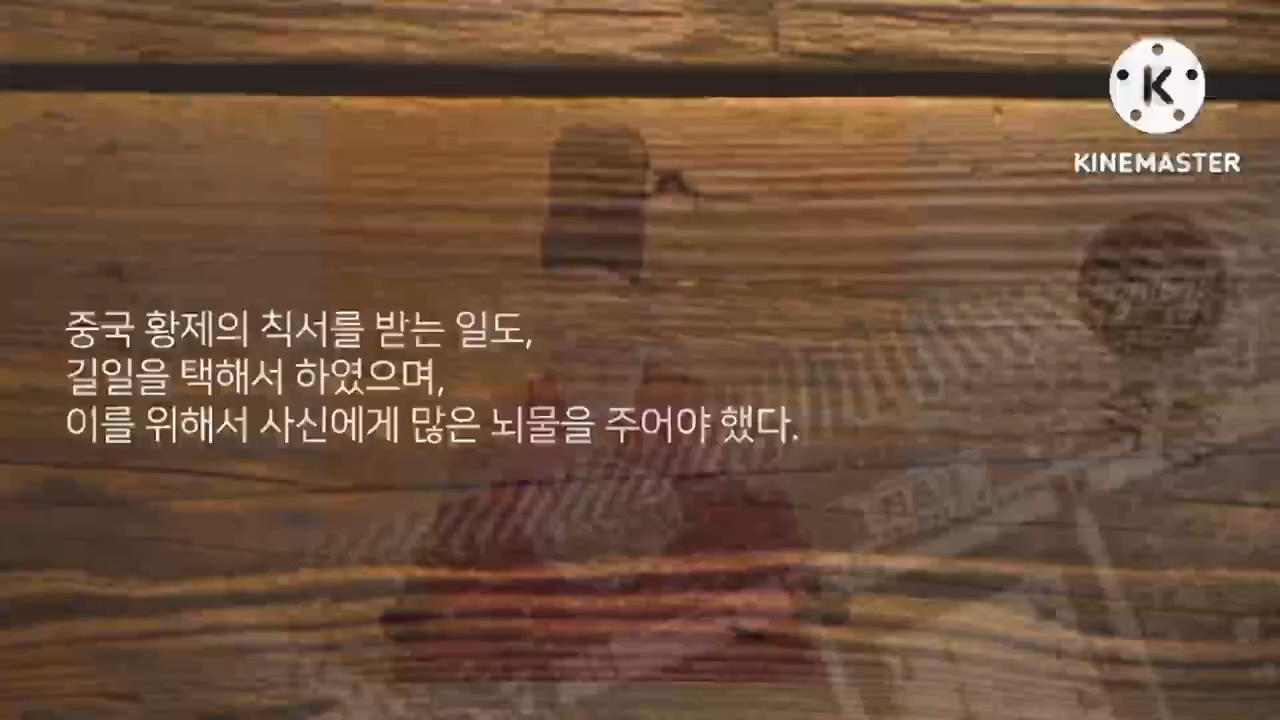 K
KINEMASTER
중국 황제의 칙서를 받는 일도,
길일을 택해서 하였으며,
이를 위해서 사신에게 많은 뇌물을 주어야 했다.